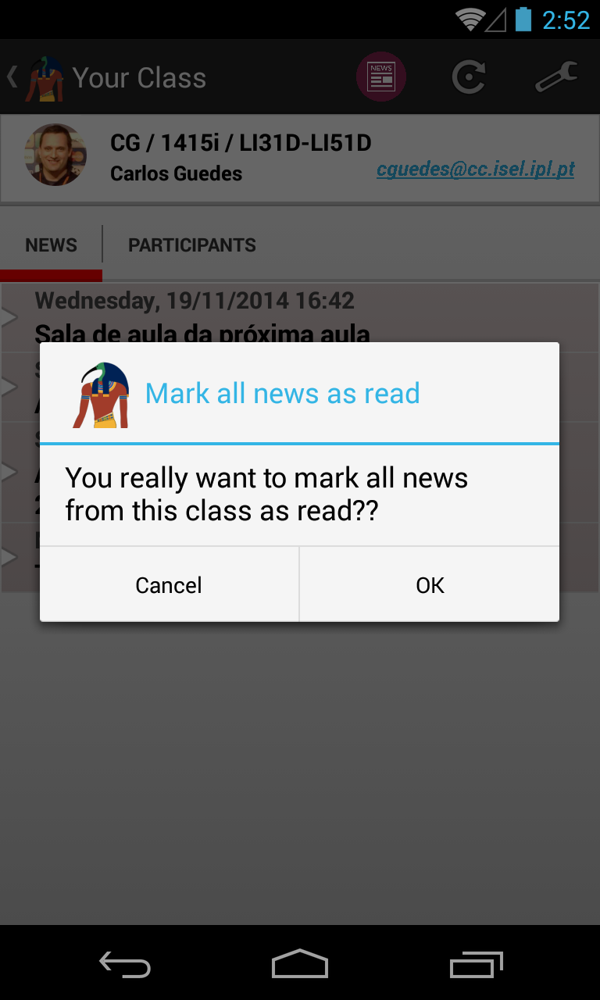 2:52
Your Class
NEWS
CG / 1415i / LI31D-LI51D
Carlos Guedes
cguedes@cc.isel.ipl.pt
NEWS
PARTICIPANTS
Wednesday, 19/11/2014 16:42
Sala de aula da próxima aula
Mark all news as read
You really want to mark all news
from this class as read??
Cancel
OK